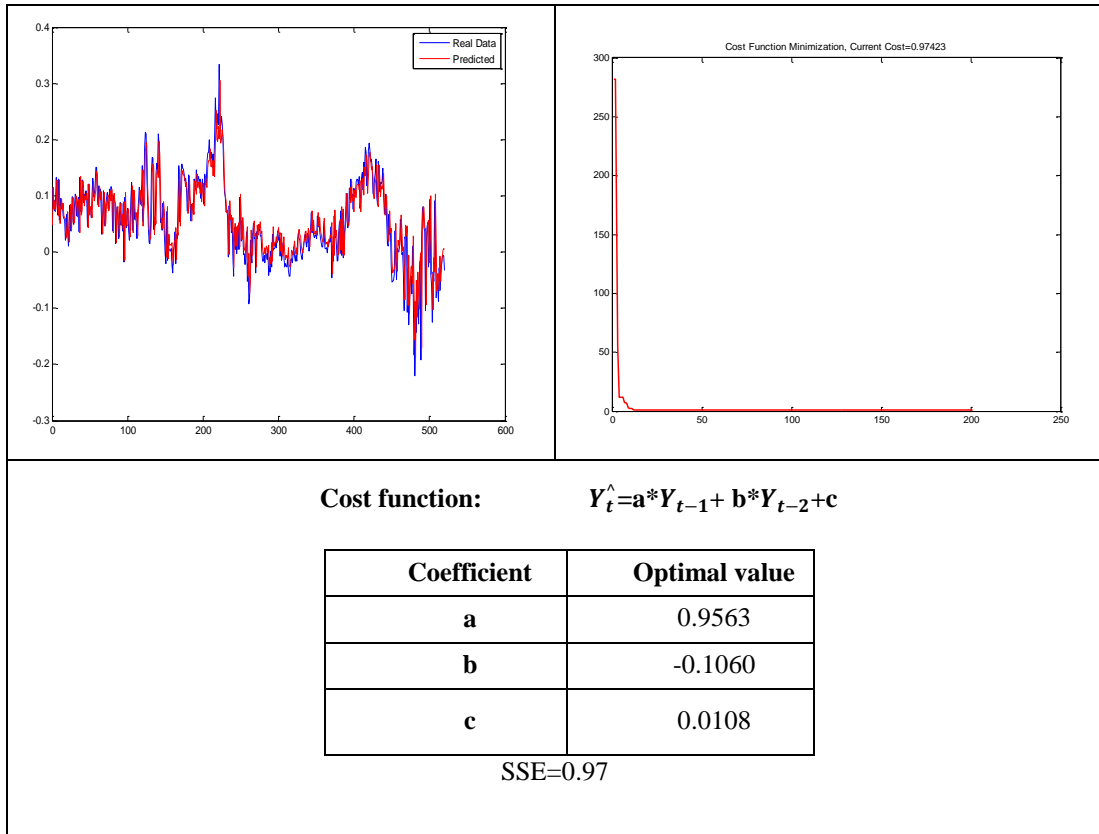 0.4
0.3
0.2
0.1
0
-0.1
-0.2
-0.3
0 100 200 300 400 500 600
Real Data
Predicted
Cost Function Minimization, Current Cost=0.97423
300
250
200
150
100
50
0
0 50 100 150 200 250
Cost function: Y^_t=a*Y_{t−1}+ b*Y_{t−2}+c
Coefficient Optimal value
a 0.9563
b -0.1060
c 0.0108
SSE=0.97